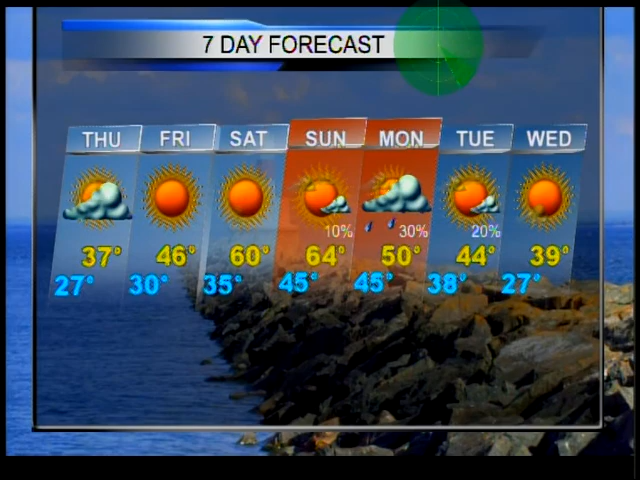 7 DAY FORECAST
THU FRI SAT SUN MON TUE WED
10% 30% 20%
37° 46° 60° 64° 50° 44° 39°
27° 30° 35° 45° 45° 38° 27°